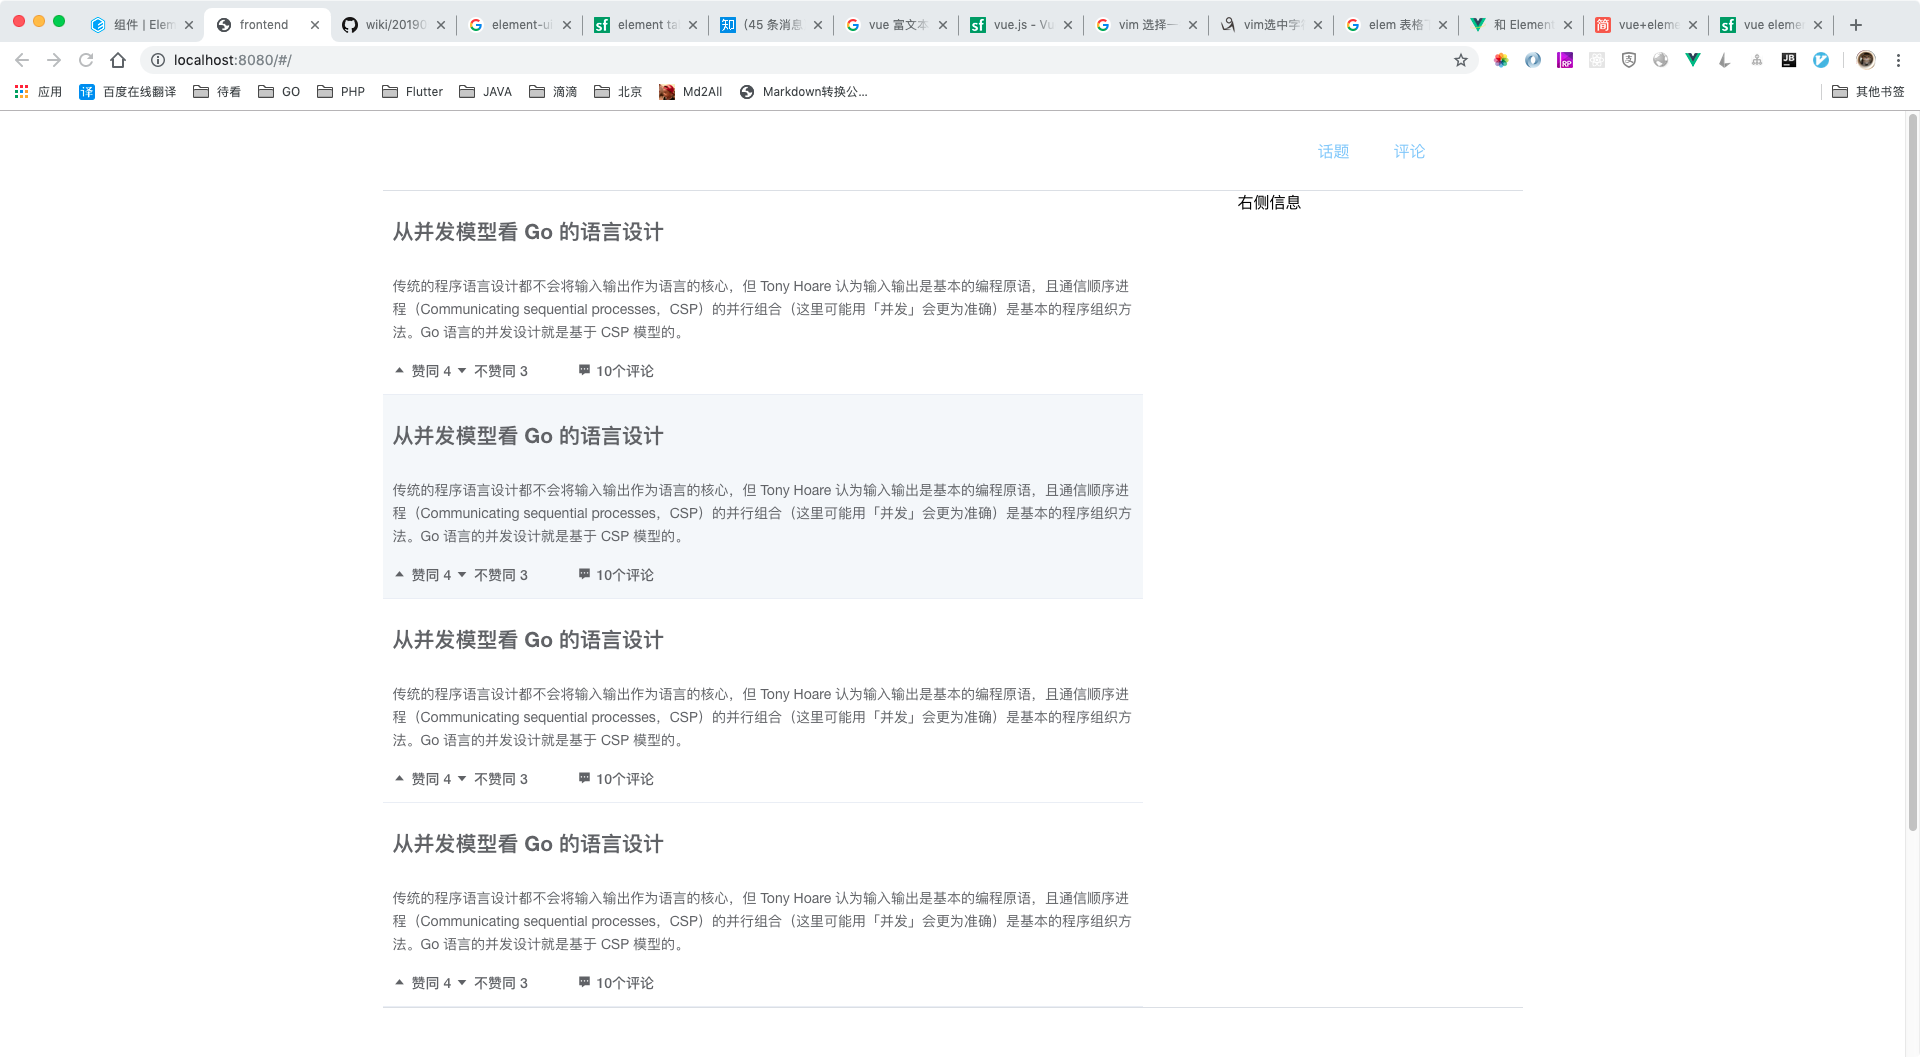 组件 | Elem
frontend
wiki/20190
element-ui
element ta
(45 条消息
vue 富文本
vue.js - Vu
vim 选择一
vim选中字
elem 表格
和 Element
vue+eleme
vue eleme
localhost:8080/#/
应用
百度在线翻译
待看
GO
PHP
Flutter
JAVA
滴滴
北京
Md2All
Markdown转换公...
其他书签
话题
评论
右侧信息
从并发模型看 Go 的语言设计
传统的程序语言设计都不会将输入输出作为语言的核心，但 Tony Hoare 认为输入输出是基本的编程原语，且通信顺序进
程（Communicating sequential processes，CSP）的并行组合（这里可能用「并发」会更为准确）是基本的程序组织方
法。Go 语言的并发设计就是基于 CSP 模型的。
赞同 4 不赞同 3 10个评论
从并发模型看 Go 的语言设计
传统的程序语言设计都不会将输入输出作为语言的核心，但 Tony Hoare 认为输入输出是基本的编程原语，且通信顺序进
程（Communicating sequential processes，CSP）的并行组合（这里可能用「并发」会更为准确）是基本的程序组织方
法。Go 语言的并发设计就是基于 CSP 模型的。
赞同 4 不赞同 3 10个评论
从并发模型看 Go 的语言设计
传统的程序语言设计都不会将输入输出作为语言的核心，但 Tony Hoare 认为输入输出是基本的编程原语，且通信顺序进
程（Communicating sequential processes，CSP）的并行组合（这里可能用「并发」会更为准确）是基本的程序组织方
法。Go 语言的并发设计就是基于 CSP 模型的。
赞同 4 不赞同 3 10个评论
从并发模型看 Go 的语言设计
传统的程序语言设计都不会将输入输出作为语言的核心，但 Tony Hoare 认为输入输出是基本的编程原语，且通信顺序进
程（Communicating sequential processes，CSP）的并行组合（这里可能用「并发」会更为准确）是基本的程序组织方
法。Go 语言的并发设计就是基于 CSP 模型的。
赞同 4 不赞同 3 10个评论